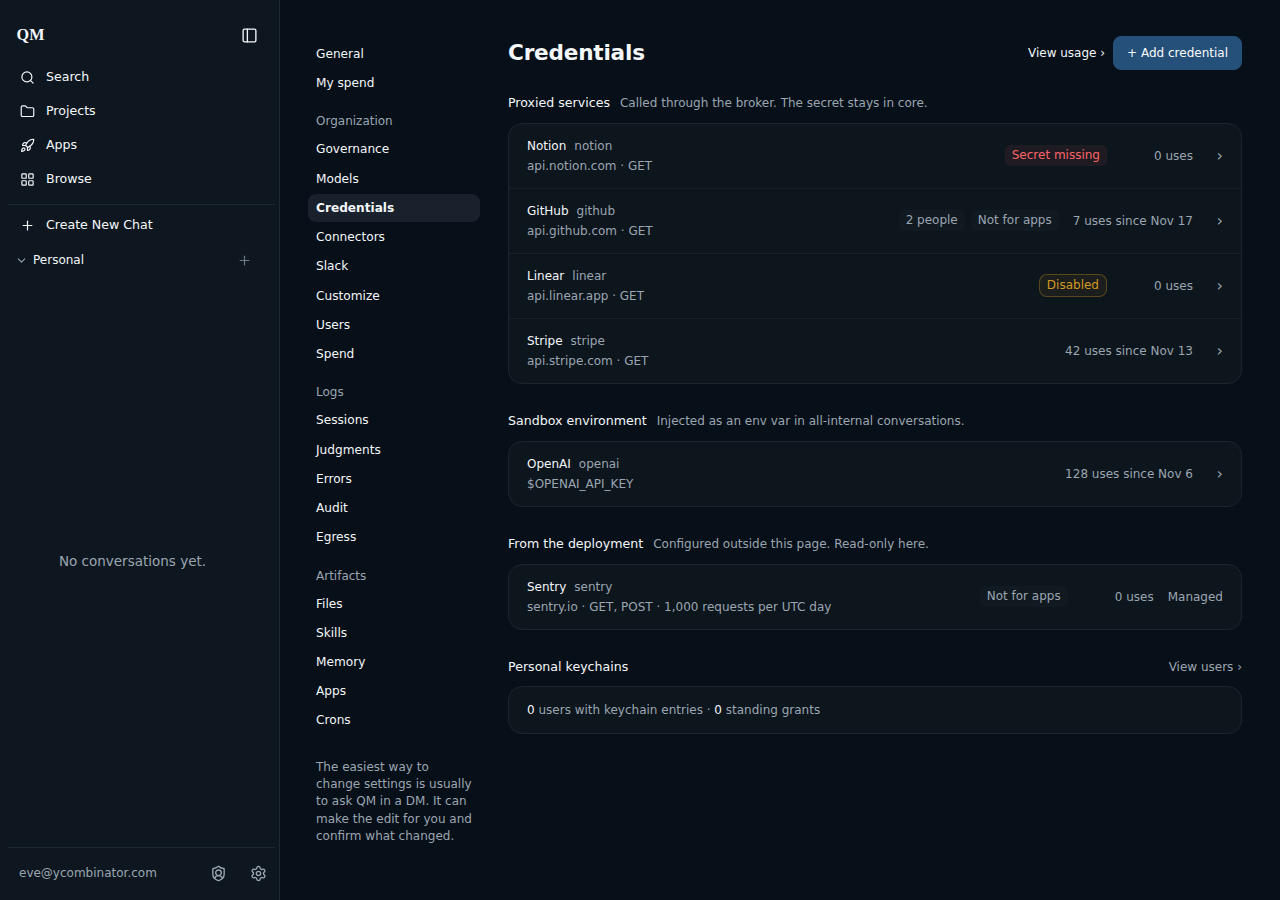 QM
Search
Projects
Apps
Browse
Create New Chat
Personal
No conversations yet.
eve@ycombinator.com
General
My spend
Organization
Governance
Models
Credentials
Connectors
Slack
Customize
Users
Spend
Logs
Sessions
Judgments
Errors
Audit
Egress
Artifacts
Files
Skills
Memory
Apps
Crons
The easiest way to
change settings is usually
to ask QM in a DM. It can
make the edit for you and
confirm what changed.
Credentials
View usage ›
+ Add credential
Proxied services Called through the broker. The secret stays in core.
Notion notion
api.notion.com · GET
Secret missing 0 uses ›
GitHub github
api.github.com · GET
2 people Not for apps 7 uses since Nov 17 ›
Linear linear
api.linear.app · GET
Disabled 0 uses ›
Stripe stripe
api.stripe.com · GET
42 uses since Nov 13 ›
Sandbox environment Injected as an env var in all-internal conversations.
OpenAI openai
$OPENAI_API_KEY
128 uses since Nov 6 ›
From the deployment Configured outside this page. Read-only here.
Sentry sentry
sentry.io · GET, POST · 1,000 requests per UTC day
Not for apps 0 uses Managed
Personal keychains
View users ›
0 users with keychain entries · 0 standing grants